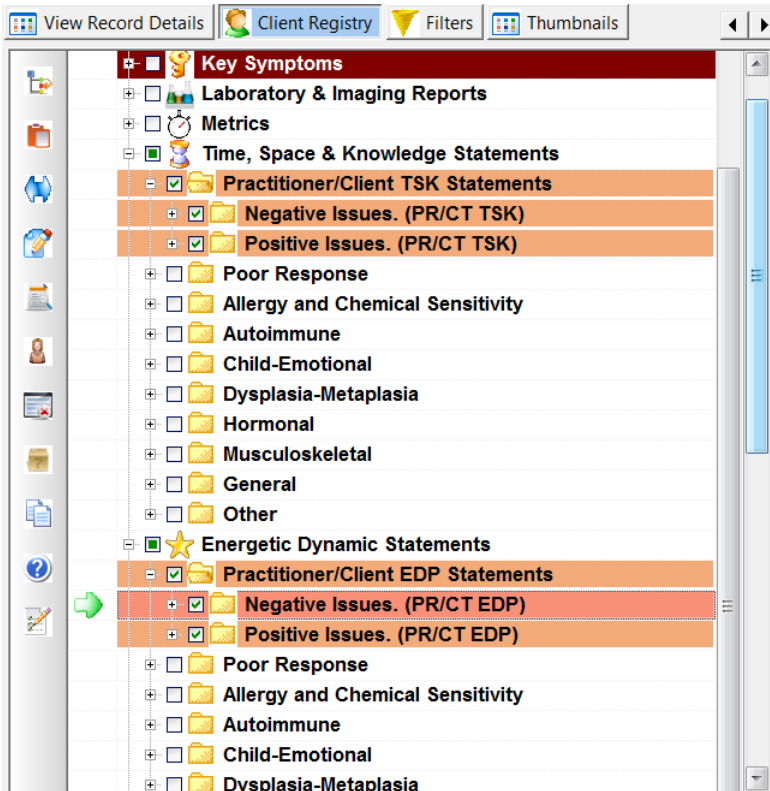 View Record Details Client Registry Filters Thumbnails
Key Symptoms
Laboratory & Imaging Reports
Metrics
Time, Space & Knowledge Statements
Practitioner/Client TSK Statements
Negative Issues. (PR/CT TSK)
Positive Issues. (PR/CT TSK)
Poor Response
Allergy and Chemical Sensitivity
Autoimmune
Child-Emotional
Dysplasia-Metaplasia
Hormonal
Musculoskeletal
General
Other
Energetic Dynamic Statements
Practitioner/Client EDP Statements
Negative Issues. (PR/CT EDP)
Positive Issues. (PR/CT EDP)
Poor Response
Allergy and Chemical Sensitivity
Autoimmune
Child-Emotional
Dysplasia-Metaplasia